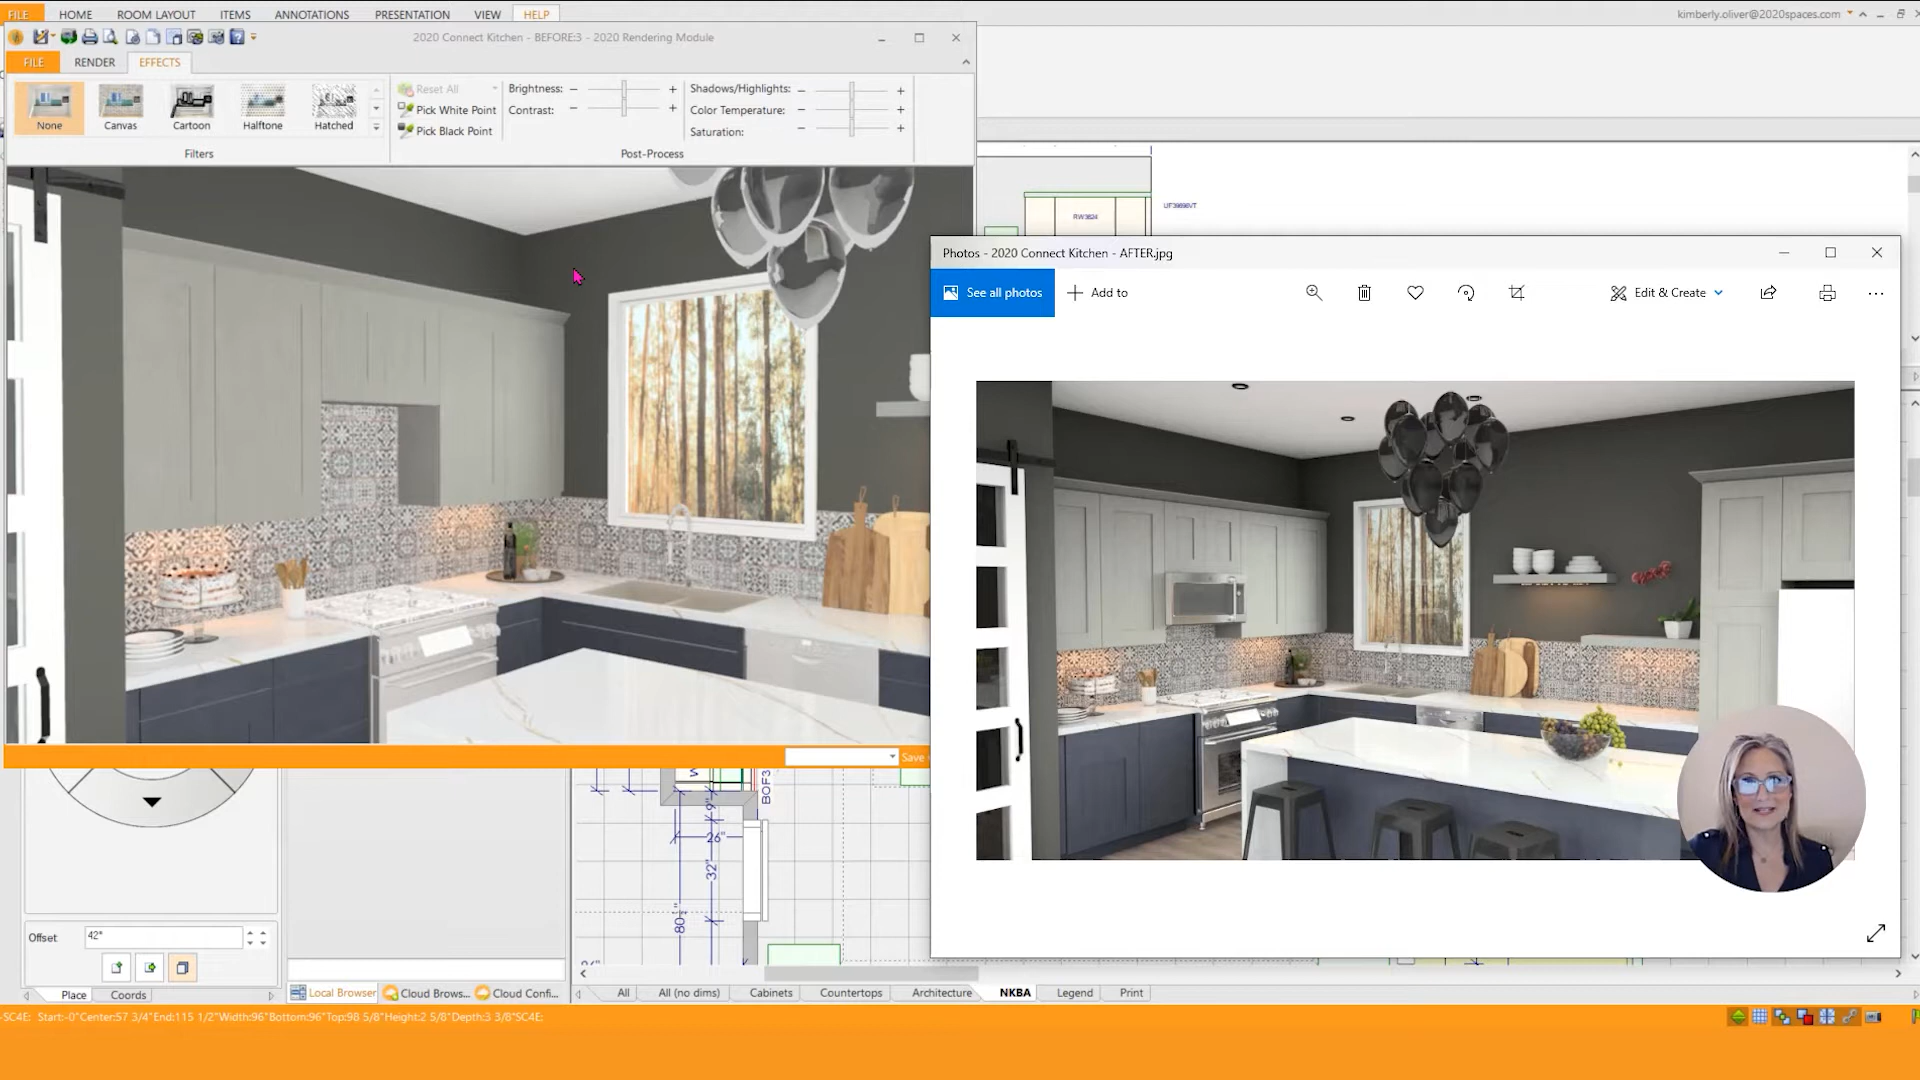 FILE HOME ROOM LAYOUT ITEMS ANNOTATIONS PRESENTATION VIEW HELP kimberly.oliver@2020spaces.com
2020 Connect Kitchen - BEFORE:3 - 2020 Rendering Module
FILE RENDER EFFECTS
None Canvas Cartoon Halftone Hatched
Filters
Reset All
Pick White Point
Pick Black Point
Brightness:
Contrast:
Shadows/Highlights:
Color Temperature:
Saturation:
Post-Process
RW3624
Photos - 2020 Connect Kitchen - AFTER.jpg
See all photos
Add to
Edit & Create
Save
BOF3
9"
26"
32"
Offset: 42"
Place Coords
Local Browser Cloud Brows... Cloud Confi...
All All (no dims) Cabinets Countertops Architecture NKBA Legend Print
-SC4E: Start:-0"Center:57 3/4"End:115 1/2"Width:96"Bottom:96"Top:98 5/8"Height:2 5/8"Depth:3 3/8"SC4E: